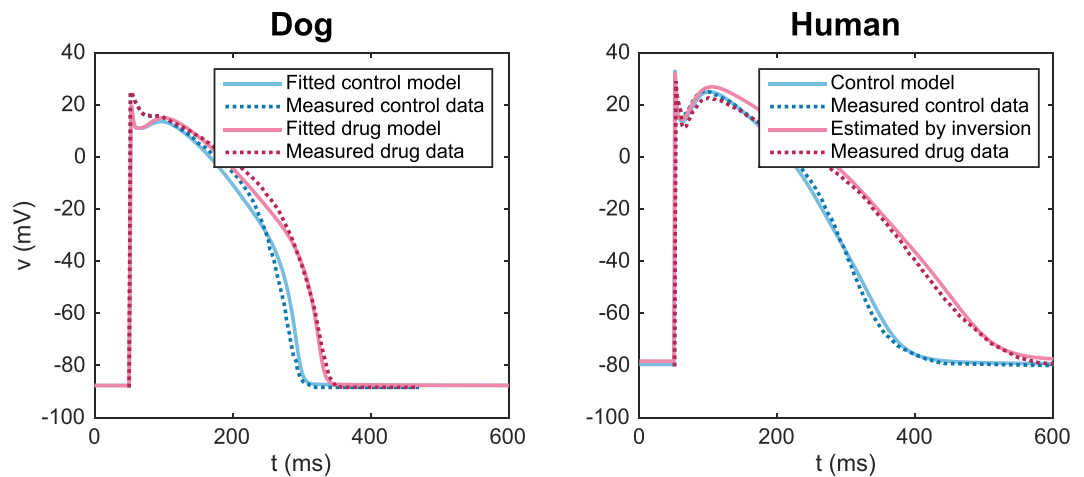 Dog
40
20
0
-20
-40
-60
-80
-100
v (mV)
0
200
400
600
t (ms)
Fitted control model
Measured control data
Fitted drug model
Measured drug data
Human
40
20
0
-20
-40
-60
-80
-100
0
200
400
600
t (ms)
Control model
Measured control data
Estimated by inversion
Measured drug data